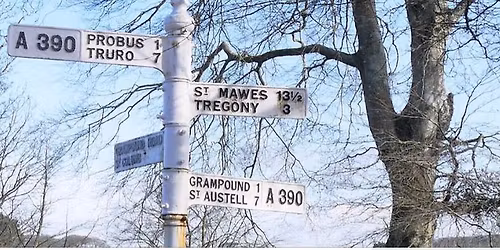 A 390 PROBUS 1
TRURO 7
ST MAWES 13½
TREGONY 3
GRAMPOUND 1
ST AUSTELL 7 A 390